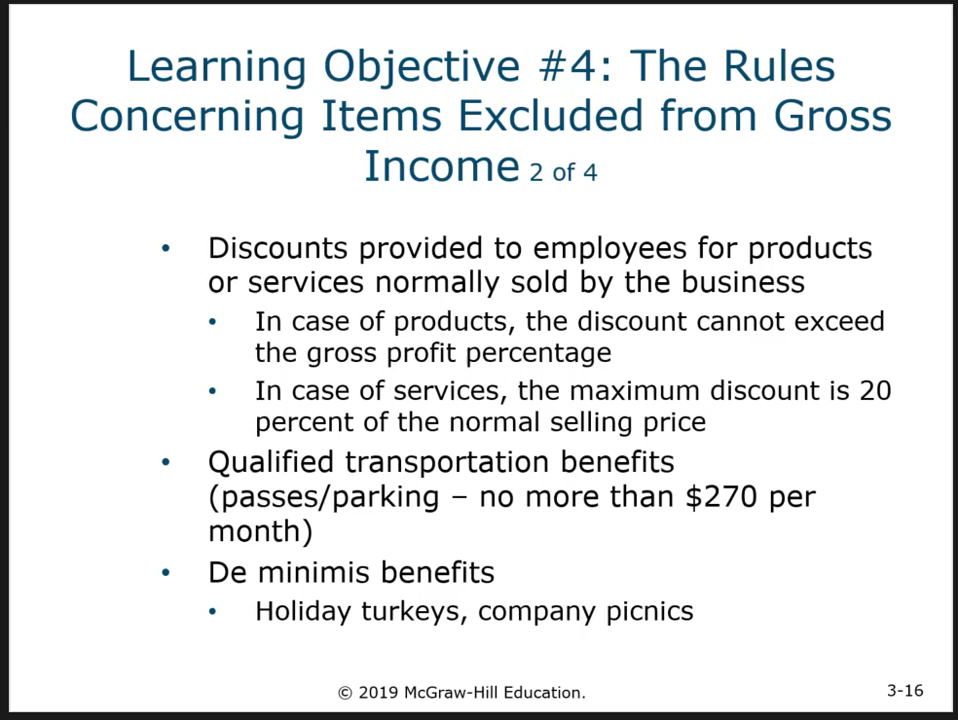 Learning Objective #4: The Rules
Concerning Items Excluded from Gross
Income 2 of 4
• Discounts provided to employees for products
or services normally sold by the business
• In case of products, the discount cannot exceed
the gross profit percentage
• In case of services, the maximum discount is 20
percent of the normal selling price
• Qualified transportation benefits
(passes/parking – no more than $270 per
month)
• De minimis benefits
• Holiday turkeys, company picnics
© 2019 McGraw-Hill Education.
3-16